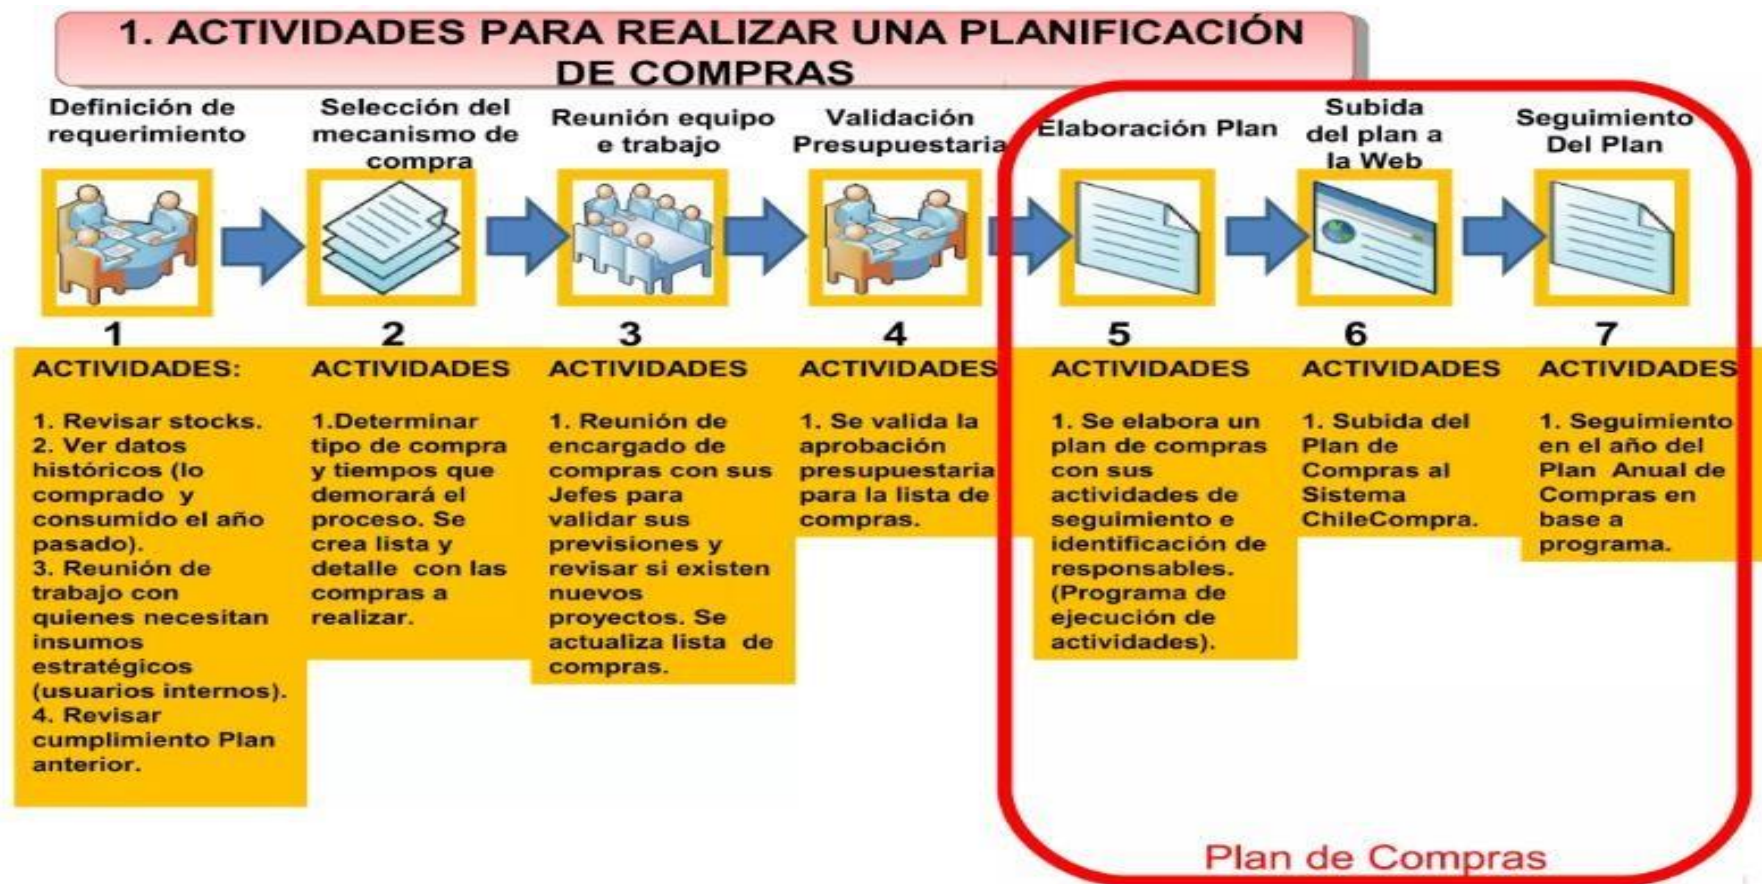 1. ACTIVIDADES PARA REALIZAR UNA PLANIFICACIÓN
DE COMPRAS
Definición de
requerimiento
Selección del
mecanismo de
compra
Reunión equipo
e trabajo
Validación
Presupuestaria
Elaboración Plan
Subida
del plan a
la Web
Seguimiento
Del Plan
1
2
3
4
5
6
7
ACTIVIDADES:
1. Revisar stocks.
2. Ver datos
históricos (lo
comprado y
consumido el año
pasado).
3. Reunión de
trabajo con
quienes necesitan
insumos
estratégicos
(usuarios internos).
4. Revisar
cumplimiento Plan
anterior.
ACTIVIDADES
1.Determinar
tipo de compra
y tiempos que
demorará el
proceso. Se
crea lista y
detalle con las
compras a
realizar.
ACTIVIDADES
1. Reunión de
encargado de
compras con sus
Jefes para
validar sus
previsiones y
revisar si existen
nuevos
proyectos. Se
actualiza lista de
compras.
ACTIVIDADES
1. Se valida la
aprobación
presupuestaria
para la lista de
compras.
ACTIVIDADES
1. Se elabora un
plan de compras
con sus
actividades de
seguimiento e
identificación de
responsables.
(Programa de
ejecución de
actividades).
ACTIVIDADES
1. Subida del
Plan de
Compras al
Sistema
ChileCompra.
ACTIVIDADES
1. Seguimiento
en el año del
Plan Anual de
Compras en
base a
programa.
Plan de Compras